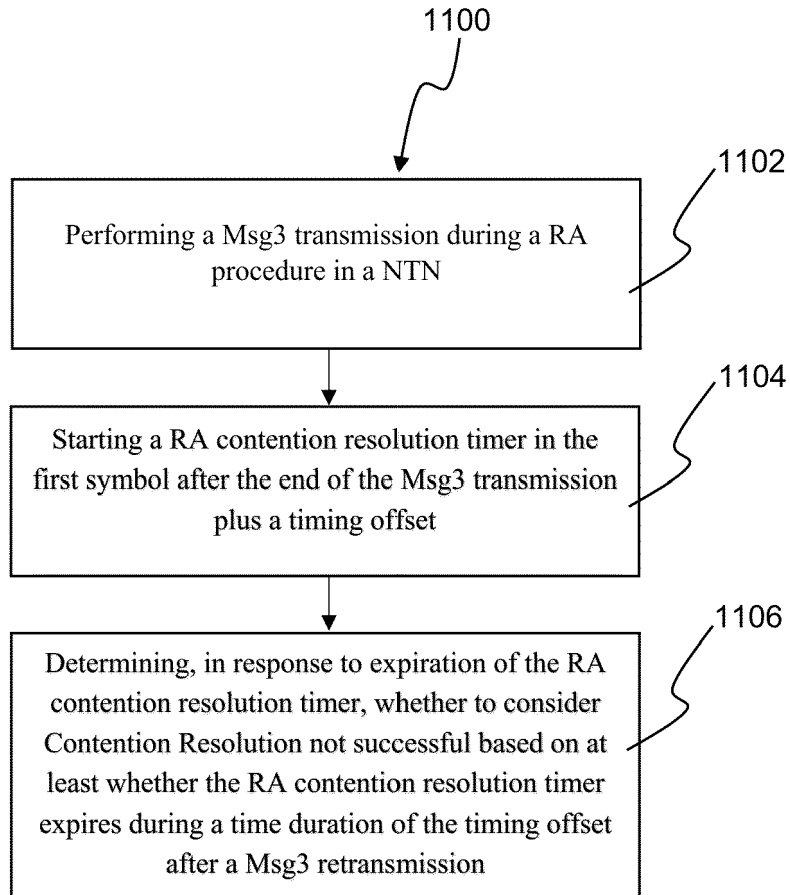 1100
1102
Performing a Msg3 transmission during a RA
procedure in a NTN
1104
Starting a RA contention resolution timer in the
first symbol after the end of the Msg3 transmission
plus a timing offset
1106
Determining, in response to expiration of the RA
contention resolution timer, whether to consider
Contention Resolution not successful based on at
least whether the RA contention resolution timer
expires during a time duration of the timing offset
after a Msg3 retransmission